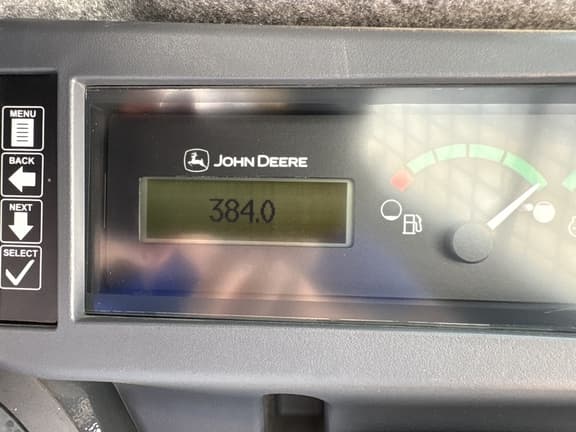 MENU
BACK
NEXT
SELECT
JOHN DEERE
384.0